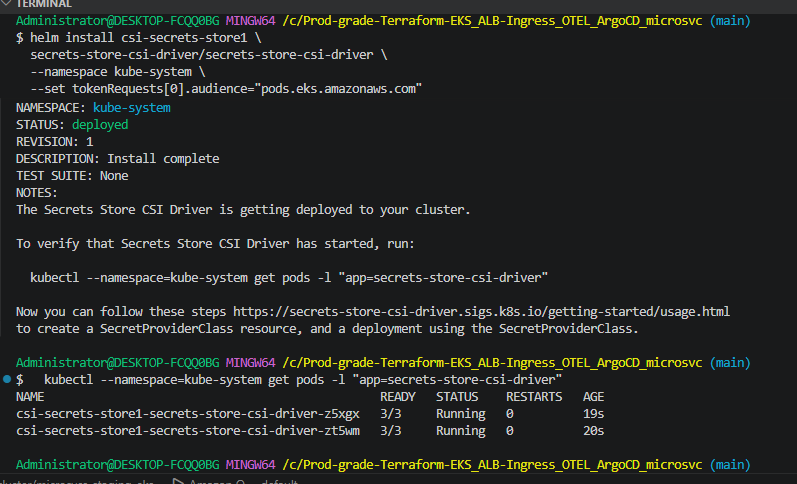 TERMINAL
Administrator@DESKTOP-FCQQ0BG MINGW64 /c/Prod-grade-Terraform-EKS_ALB-Ingress_OTEL_ArgoCD_microsvc (main)
$ helm install csi-secrets-store1 \
  secrets-store-csi-driver/secrets-store-csi-driver \
  --namespace kube-system \
  --set tokenRequests[0].audience="pods.eks.amazonaws.com"
NAMESPACE: kube-system
STATUS: deployed
REVISION: 1
DESCRIPTION: Install complete
TEST SUITE: None
NOTES:
The Secrets Store CSI Driver is getting deployed to your cluster.

To verify that Secrets Store CSI Driver has started, run:

  kubectl --namespace=kube-system get pods -l "app=secrets-store-csi-driver"

Now you can follow these steps https://secrets-store-csi-driver.sigs.k8s.io/getting-started/usage.html
to create a SecretProviderClass resource, and a deployment using the SecretProviderClass.

Administrator@DESKTOP-FCQQ0BG MINGW64 /c/Prod-grade-Terraform-EKS_ALB-Ingress_OTEL_ArgoCD_microsvc (main)
$   kubectl --namespace=kube-system get pods -l "app=secrets-store-csi-driver"
NAME                                          READY   STATUS    RESTARTS   AGE
csi-secrets-store1-secrets-store-csi-driver-z5xgx   3/3     Running   0          19s
csi-secrets-store1-secrets-store-csi-driver-zt5wm   3/3     Running   0          20s

Administrator@DESKTOP-FCQQ0BG MINGW64 /c/Prod-grade-Terraform-EKS_ALB-Ingress_OTEL_ArgoCD_microsvc (main)